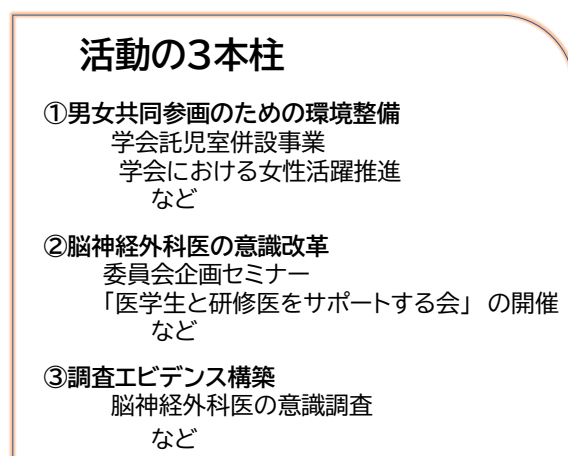 活動の3本柱
①男女共同参画のための環境整備
学会託児室併設事業
学会における女性活躍推進
など
②脳神経外科医の意識改革
委員会企画セミナー
「医学生と研修医をサポートする会」の開催
など
③調査エビデンス構築
脳神経外科医の意識調査
など